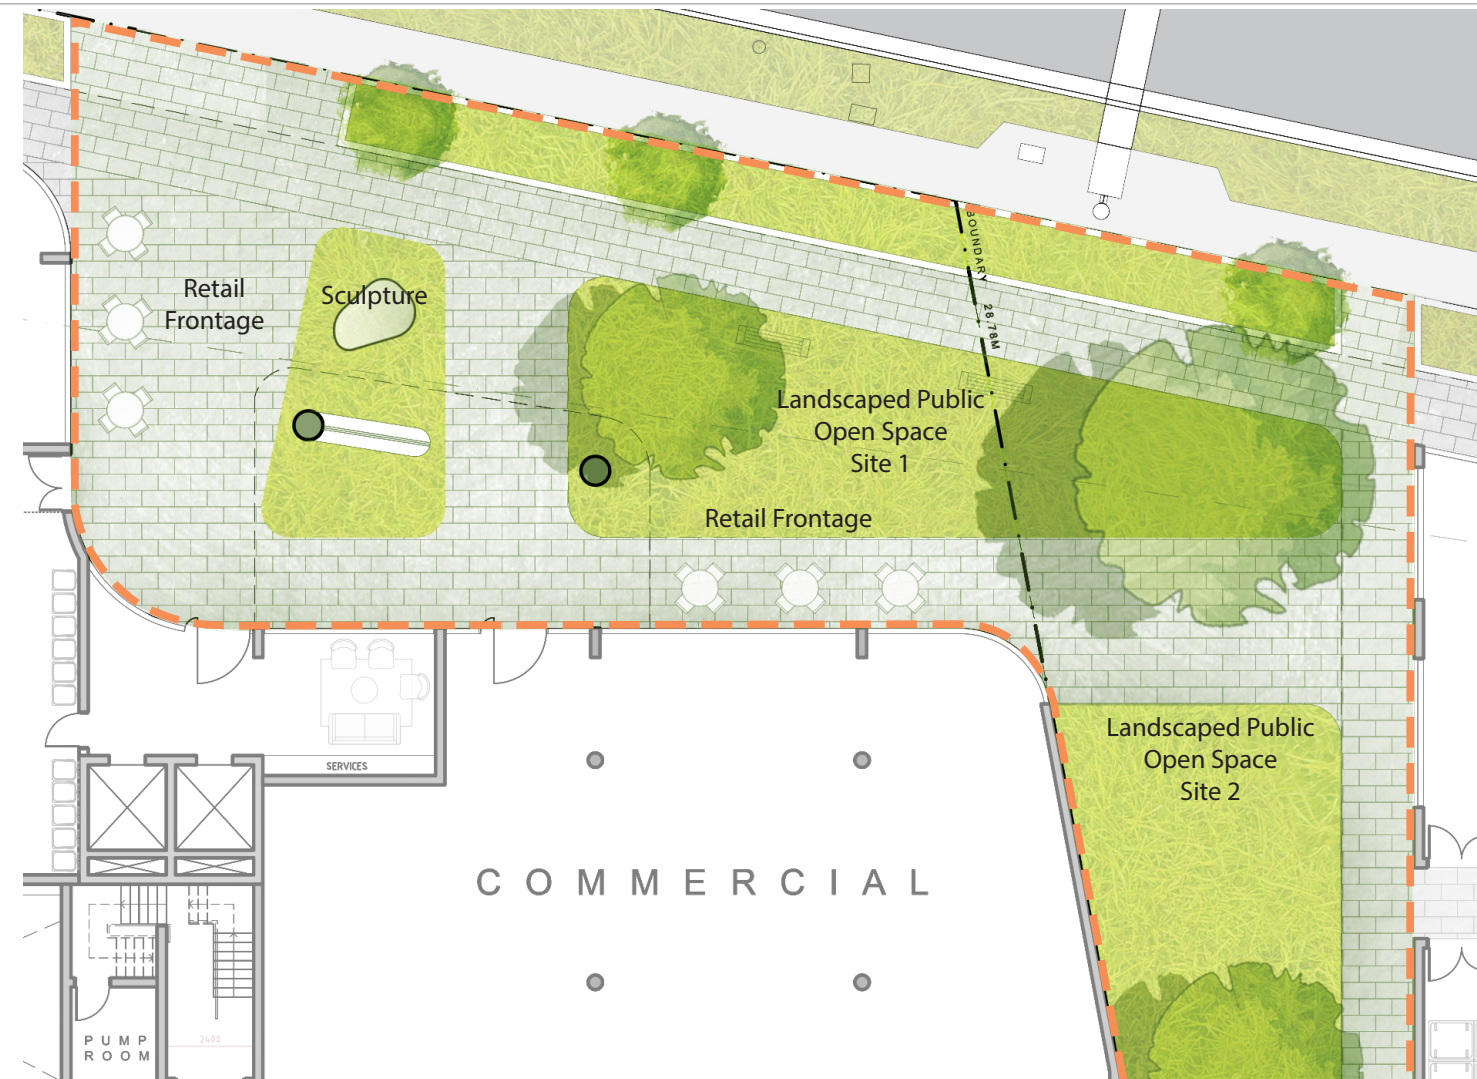 BOUNDARY 28.78M
Retail
Frontage
Sculpture
Landscaped Public
Open Space
Site 1
Retail Frontage
Landscaped Public
Open Space
Site 2
SERVICES
COMMERCIAL
PUMP
ROOM
2400